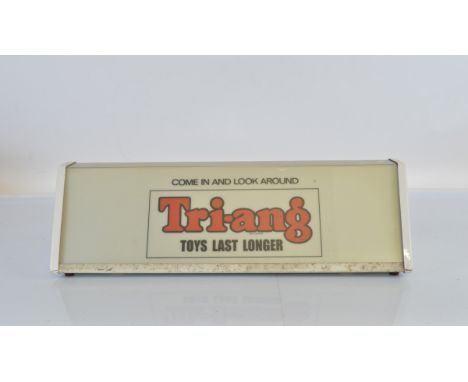 COME IN AND LOOK AROUND
Tri-ang
TOYS LAST LONGER